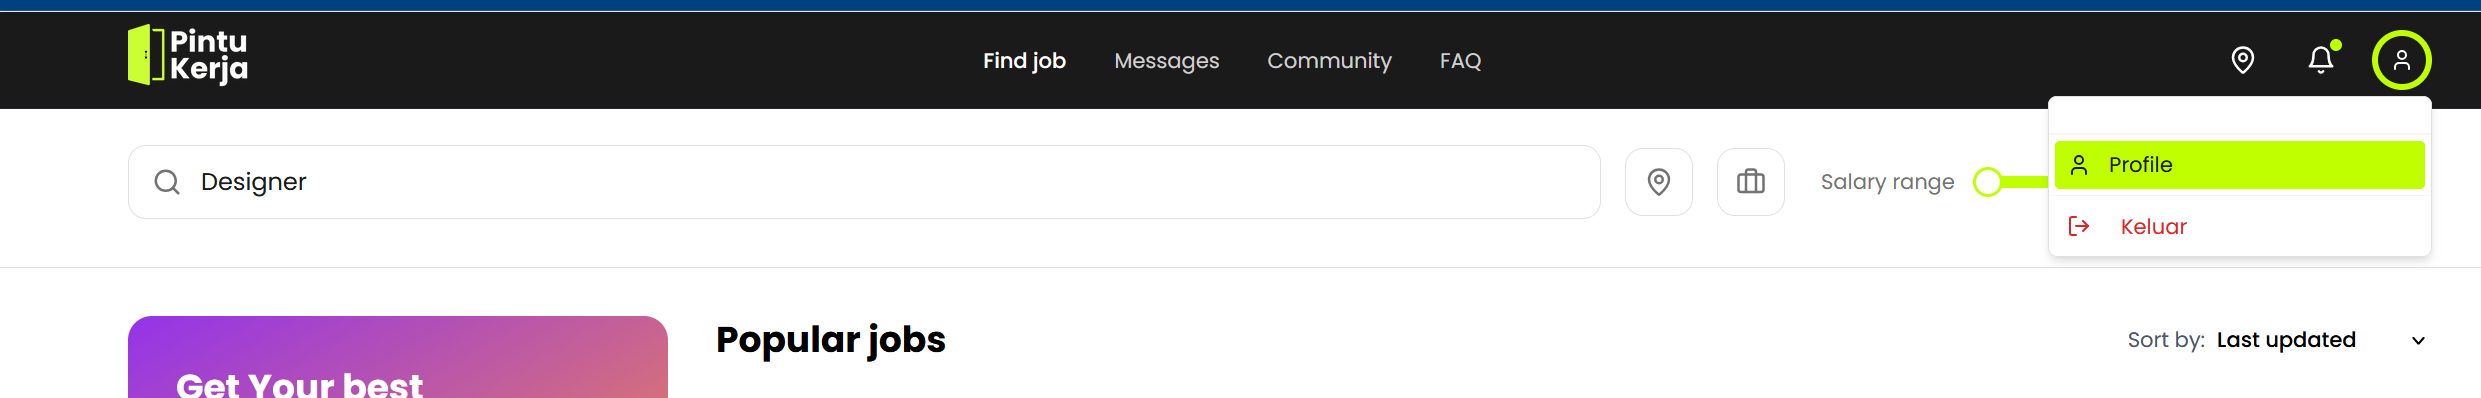 Pintu
Kerja
Find job
Messages
Community
FAQ
Designer
Salary range
Profile
Keluar
Get Your best
Popular jobs
Sort by: Last updated